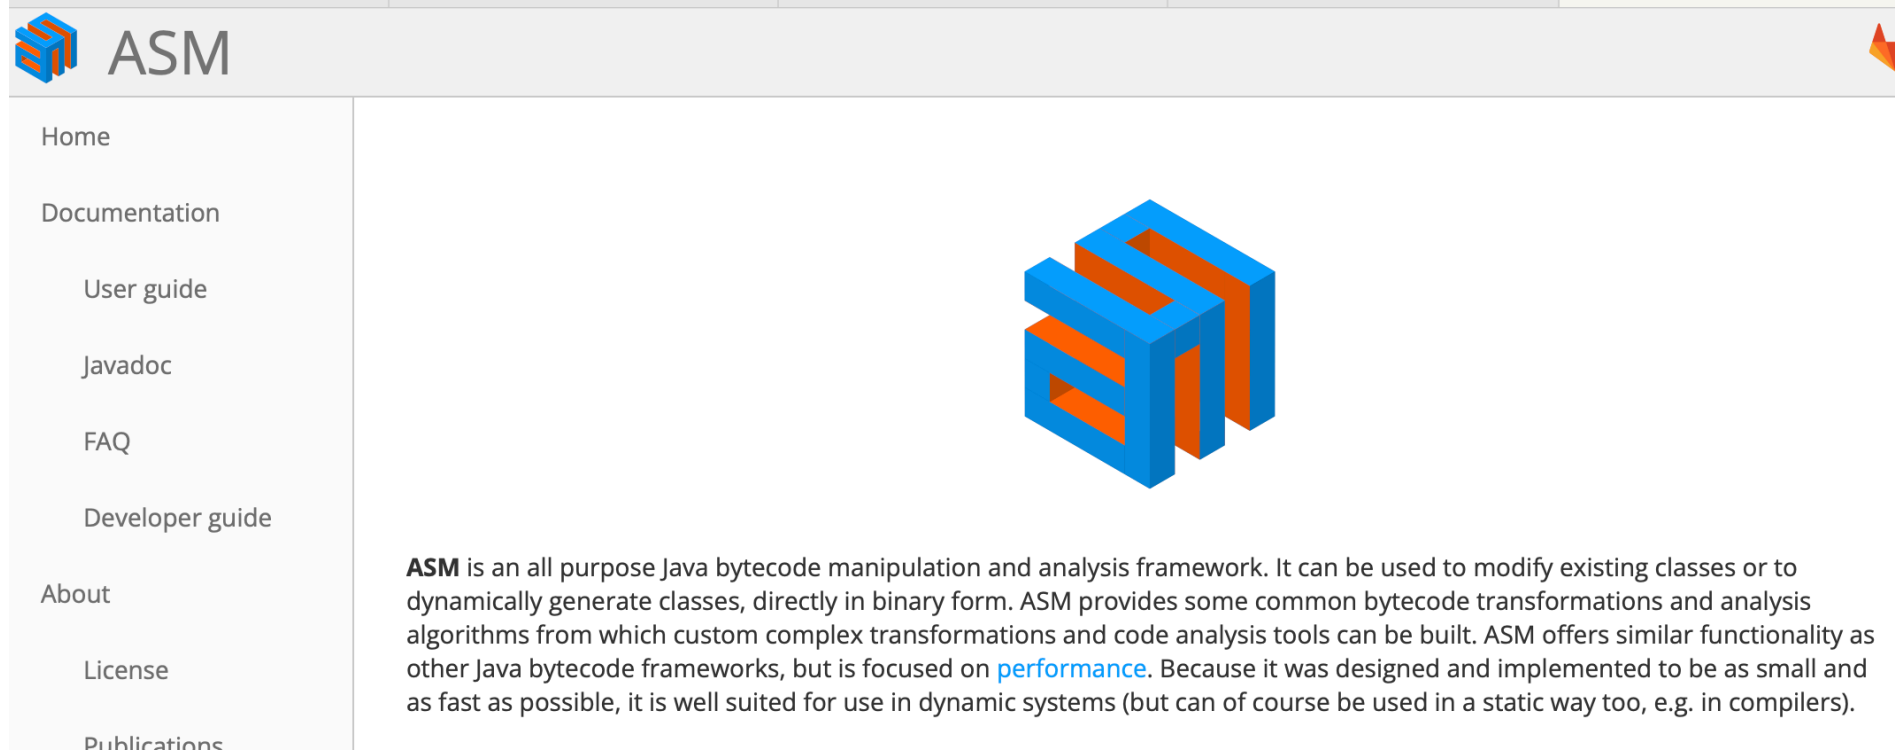 ASM
Home
Documentation
User guide
Javadoc
FAQ
Developer guide
About
License
Publications
ASM is an all purpose Java bytecode manipulation and analysis framework. It can be used to modify existing classes or to
dynamically generate classes, directly in binary form. ASM provides some common bytecode transformations and analysis
algorithms from which custom complex transformations and code analysis tools can be built. ASM offers similar functionality as
other Java bytecode frameworks, but is focused on performance. Because it was designed and implemented to be as small and
as fast as possible, it is well suited for use in dynamic systems (but can of course be used in a static way too, e.g. in compilers).